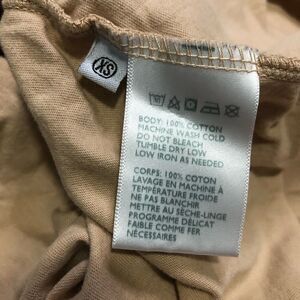 XS
BODY: 100% COTTON
MACHINE WASH COLD
DO NOT BLEACH
TUMBLE DRY LOW
LOW IRON AS NEEDED
CORPS: 100% COTON
LAVAGE EN MACHINE À
TEMPÉRATURE FROIDE
NE PAS BLANCHIR
METTRE AU SÈCHE-LINGE
PROGRAMME DÉLICAT
FAIBLE COMME FER
NÉCESSAIRES